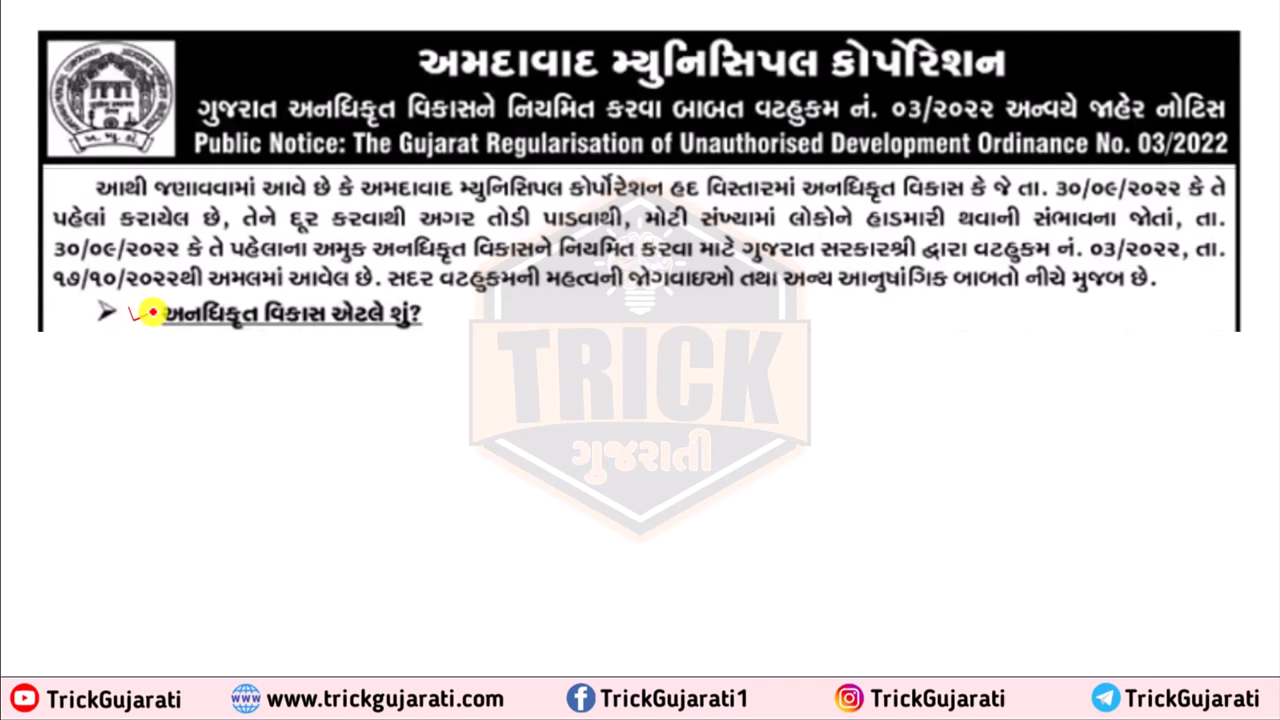 અમદાવાદ મ્યુનિસિપલ કોર્પોરેશન
ગુજરાત અનધિકૃત વિકાસને નિયમિત કરવા બાબત વટહુકમ નં. ૦૩/૨૦૨૨ અન્વયે જાહેર નોટિસ
Public Notice: The Gujarat Regularisation of Unauthorised Development Ordinance No. 03/2022
આથી જણાવવામાં આવે છે કે અમદાવાદ મ્યુનિસિપલ કોર્પોરેશન હદ વિસ્તારમાં અનધિકૃત વિકાસ કે જે તા. ૩૦/૦૯/૨૦૨૨ કે તે
પહેલાં કરાયેલ છે, તેને દૂર કરવાથી અગર તોડી પાડવાથી, મોટી સંખ્યામાં લોકોને હાડમારી થવાની સંભાવના જોતાં, તા.
૩૦/૦૯/૨૦૨૨ કે તે પહેલાના અમુક અનધિકૃત વિકાસને નિયમિત કરવા માટે ગુજરાત સરકારશ્રી દ્વારા વટહુકમ નં. ૦૩/૨૦૨૨, તા.
૧૭/૧૦/૨૦૨૨થી અમલમાં આવેલ છે. સદર વટહુકમની મહત્વની જોગવાઇઓ તથા અન્ય આનુષાંગિક બાબતો નીચે મુજબ છે.
➢ અનધિકૃત વિકાસ એટલે શું?
TRICK
ગુજરાતી
TrickGujarati
www.trickgujarati.com
TrickGujarati1
TrickGujarati
TrickGujarati